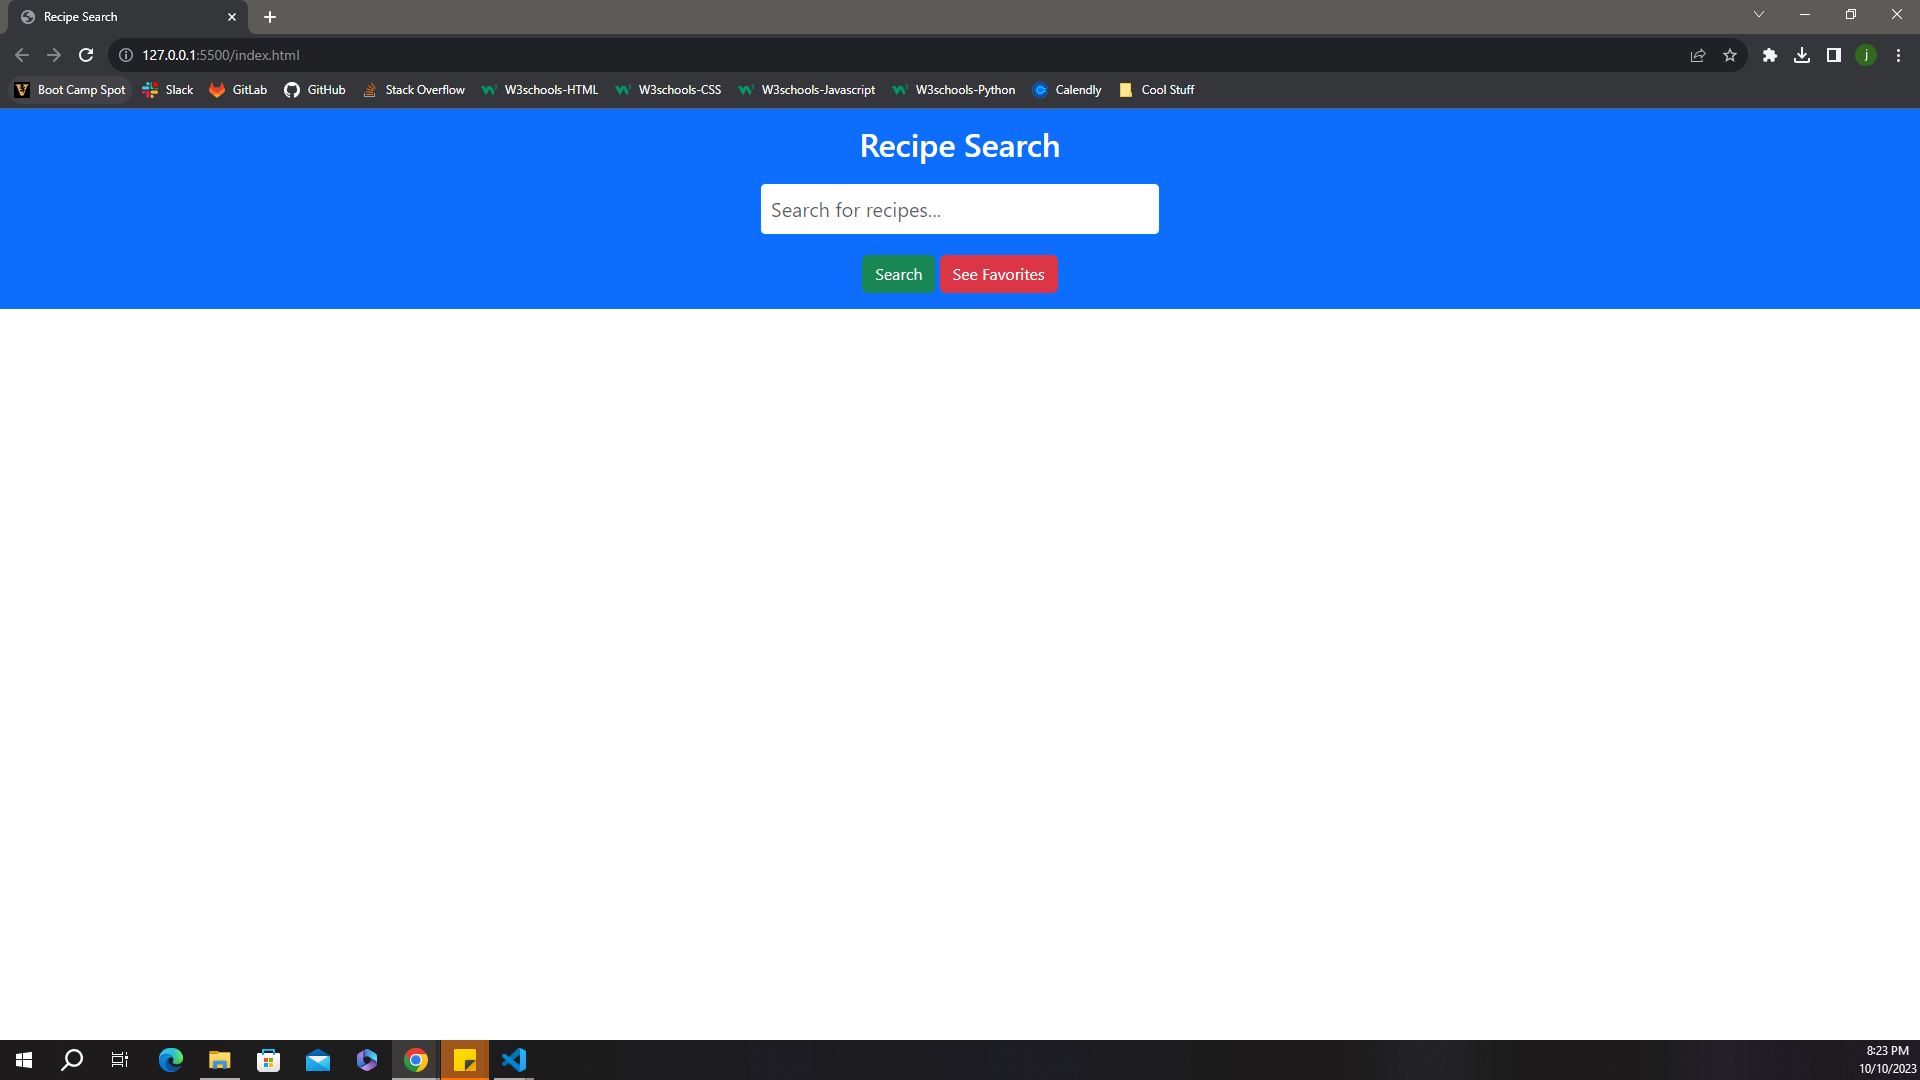 Recipe Search
127.0.0.1:5500/index.html
j
Boot Camp Spot Slack GitLab GitHub Stack Overflow W3schools-HTML W3schools-CSS W3schools-Javascript W3schools-Python Calendly Cool Stuff
Recipe Search
Search for recipes...
Search See Favorites
8:23 PM
10/10/2023